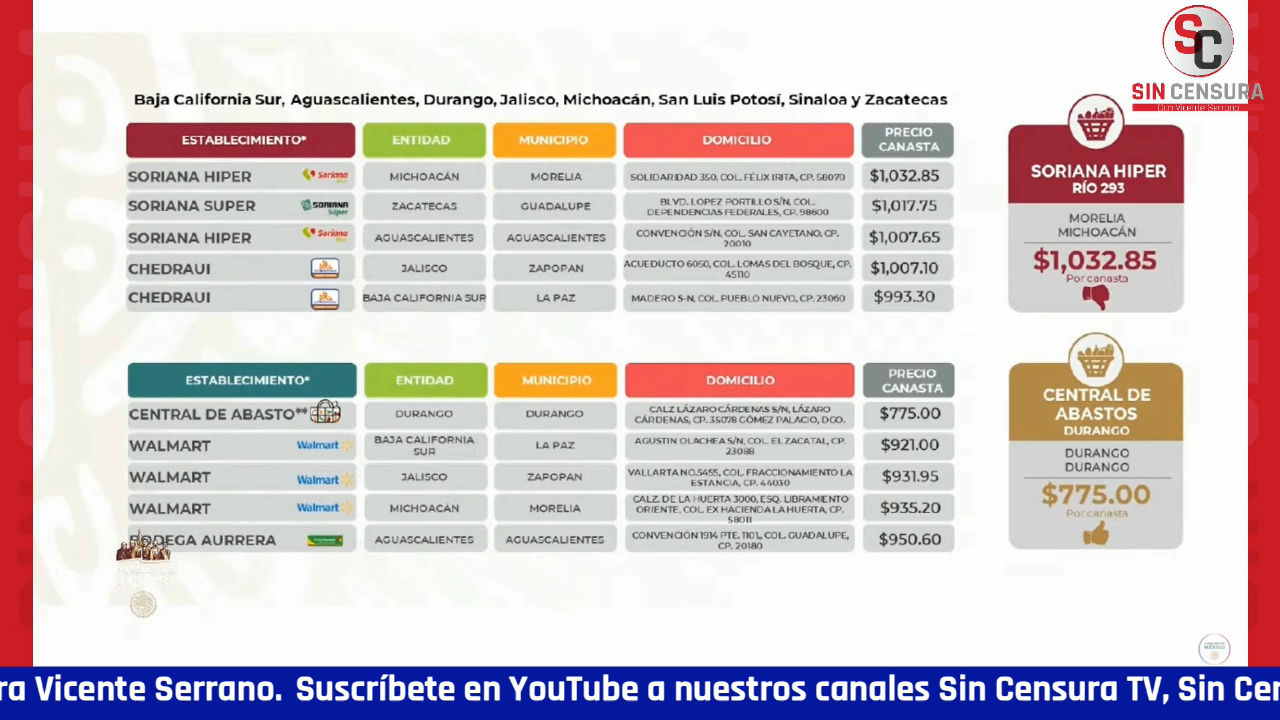 SC
SIN CENSURA
Con Vicente Serrano
Baja California Sur, Aguascalientes, Durango, Jalisco, Michoacán, San Luis Potosí, Sinaloa y Zacatecas
ESTABLECIMIENTO* ENTIDAD MUNICIPIO DOMICILIO PRECIO CANASTA
SORIANA HIPER Soriana MICHOACÁN MORELIA SOLIDARIDAD 350, COL. FÉLIX IRITA, CP. 58070 $1,032.85
SORIANA SUPER SORIANA Súper ZACATECAS GUADALUPE BLVD. LOPEZ PORTILLO S/N, COL. DEPENDENCIAS FEDERALES, CP. 98600 $1,017.75
SORIANA HIPER Soriana AGUASCALIENTES AGUASCALIENTES CONVENCIÓN S/N, COL. SAN CAYETANO, CP. 20010 $1,007.65
CHEDRAUI JALISCO ZAPOPAN ACUEDUCTO 6050, COL. LOMAS DEL BOSQUE, CP. 45110 $1,007.10
CHEDRAUI BAJA CALIFORNIA SUR LA PAZ MADERO S-N, COL. PUEBLO NUEVO, CP. 23060 $993.30
SORIANA HIPER
RÍO 293
MORELIA
MICHOACÁN
$1,032.85
Por canasta
ESTABLECIMIENTO* ENTIDAD MUNICIPIO DOMICILIO PRECIO CANASTA
CENTRAL DE ABASTO** DURANGO DURANGO CALZ LÁZARO CÁRDENAS S/N, LÁZARO CÁRDENAS, CP. 35078 GÓMEZ PALACIO, DGO. $775.00
WALMART Walmart BAJA CALIFORNIA SUR LA PAZ AGUSTIN OLACHEA S/N, COL. EL ZACATAL, CP. 23088 $921.00
WALMART Walmart JALISCO ZAPOPAN VALLARTA NO.5455, COL. FRACCIONAMIENTO LA ESTANCIA, CP. 44030 $931.95
WALMART Walmart MICHOACÁN MORELIA CALZ. DE LA HUERTA 3000, ESQ. LIBRAMIENTO ORIENTE, COL. EX HACIENDA LA HUERTA, CP. 58011 $935.20
BODEGA AURRERA AGUASCALIENTES AGUASCALIENTES CONVENCIÓN 1914 PTE. 1101,, COL. GUADALUPE, CP. 20180 $950.60
CENTRAL DE
ABASTOS
DURANGO
DURANGO
DURANGO
$775.00
Por canasta
MÉXICO
ra Vicente Serrano. Suscríbete en YouTube a nuestros canales Sin Censura TV, Sin Cen